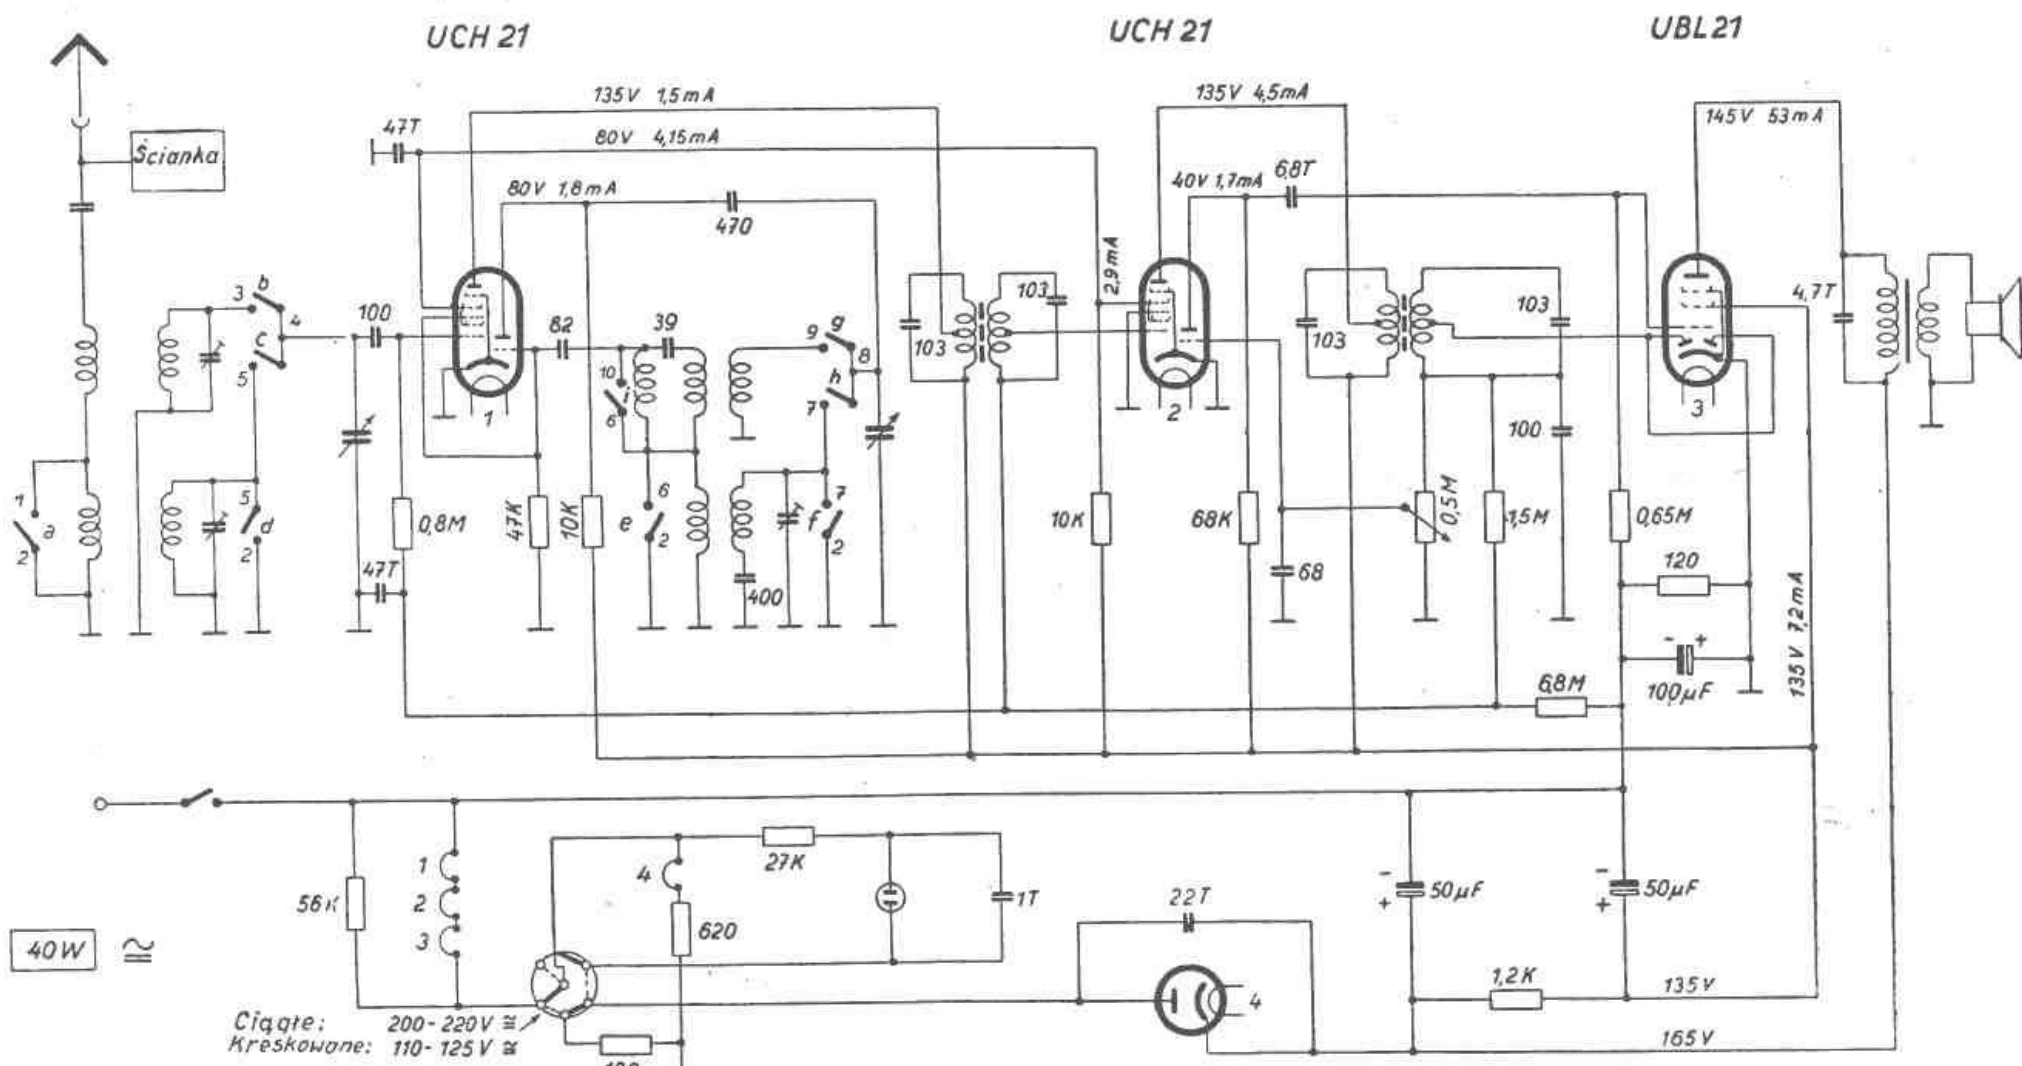 UCH 21
UCH 21
UBL21
135V 1,5mA
135V 4,5mA
145V 53mA
47T
80V 4,15mA
Ścianka
80V 1,8mA
470
40V 1,7mA
6,8T
2,9mA
3
b
4
c
5
100
82
39
9
g
8
h
7
10
i
6
103
103
103
103
4,7T
1
2
3
100
1
a
2
5
d
2
0,8M
47K
10K
e
6
2
f
7
2
10K
68K
0,5M
1,5M
0,65M
47T
400
68
120
- +
100µF
135V 7,2mA
6,8M
56K
1
2
3
4
27K
620
1T
22T
-
+
50µF
-
+
50µF
40W
≅
4
1,2K
135V
165V
Ciągłe: 200-220V ≅
Kreskowane: 110-125V ≅